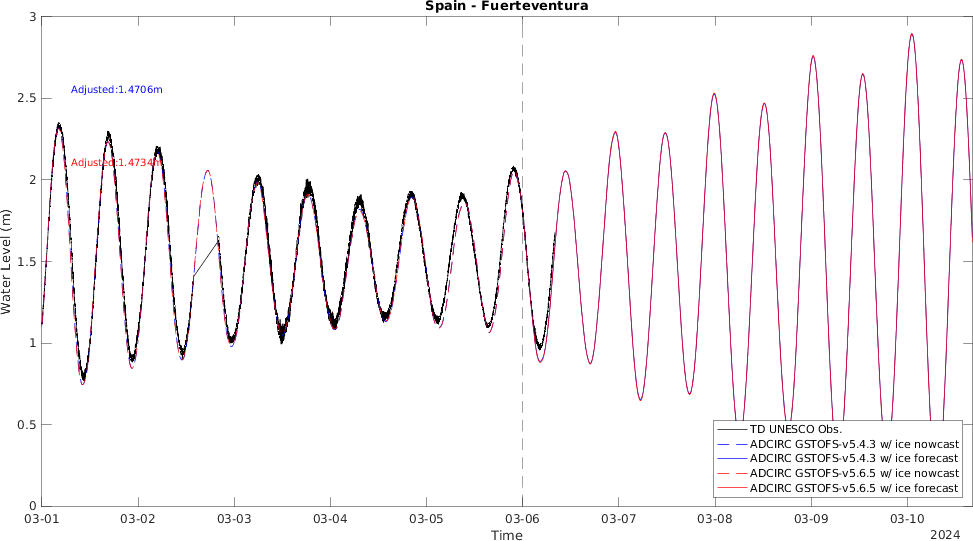 Spain - Fuerteventura
3
2.5
2
1.5
1
0.5
0
Water Level (m)
Adjusted:1.4706m
Adjusted:1.4734m
TD UNESCO Obs.
ADCIRC GSTOFS-v5.4.3 w/ ice nowcast
ADCIRC GSTOFS-v5.4.3 w/ ice forecast
ADCIRC GSTOFS-v5.6.5 w/ ice nowcast
ADCIRC GSTOFS-v5.6.5 w/ ice forecast
03-01 03-02 03-03 03-04 03-05 03-06 03-07 03-08 03-09 03-10
Time
2024